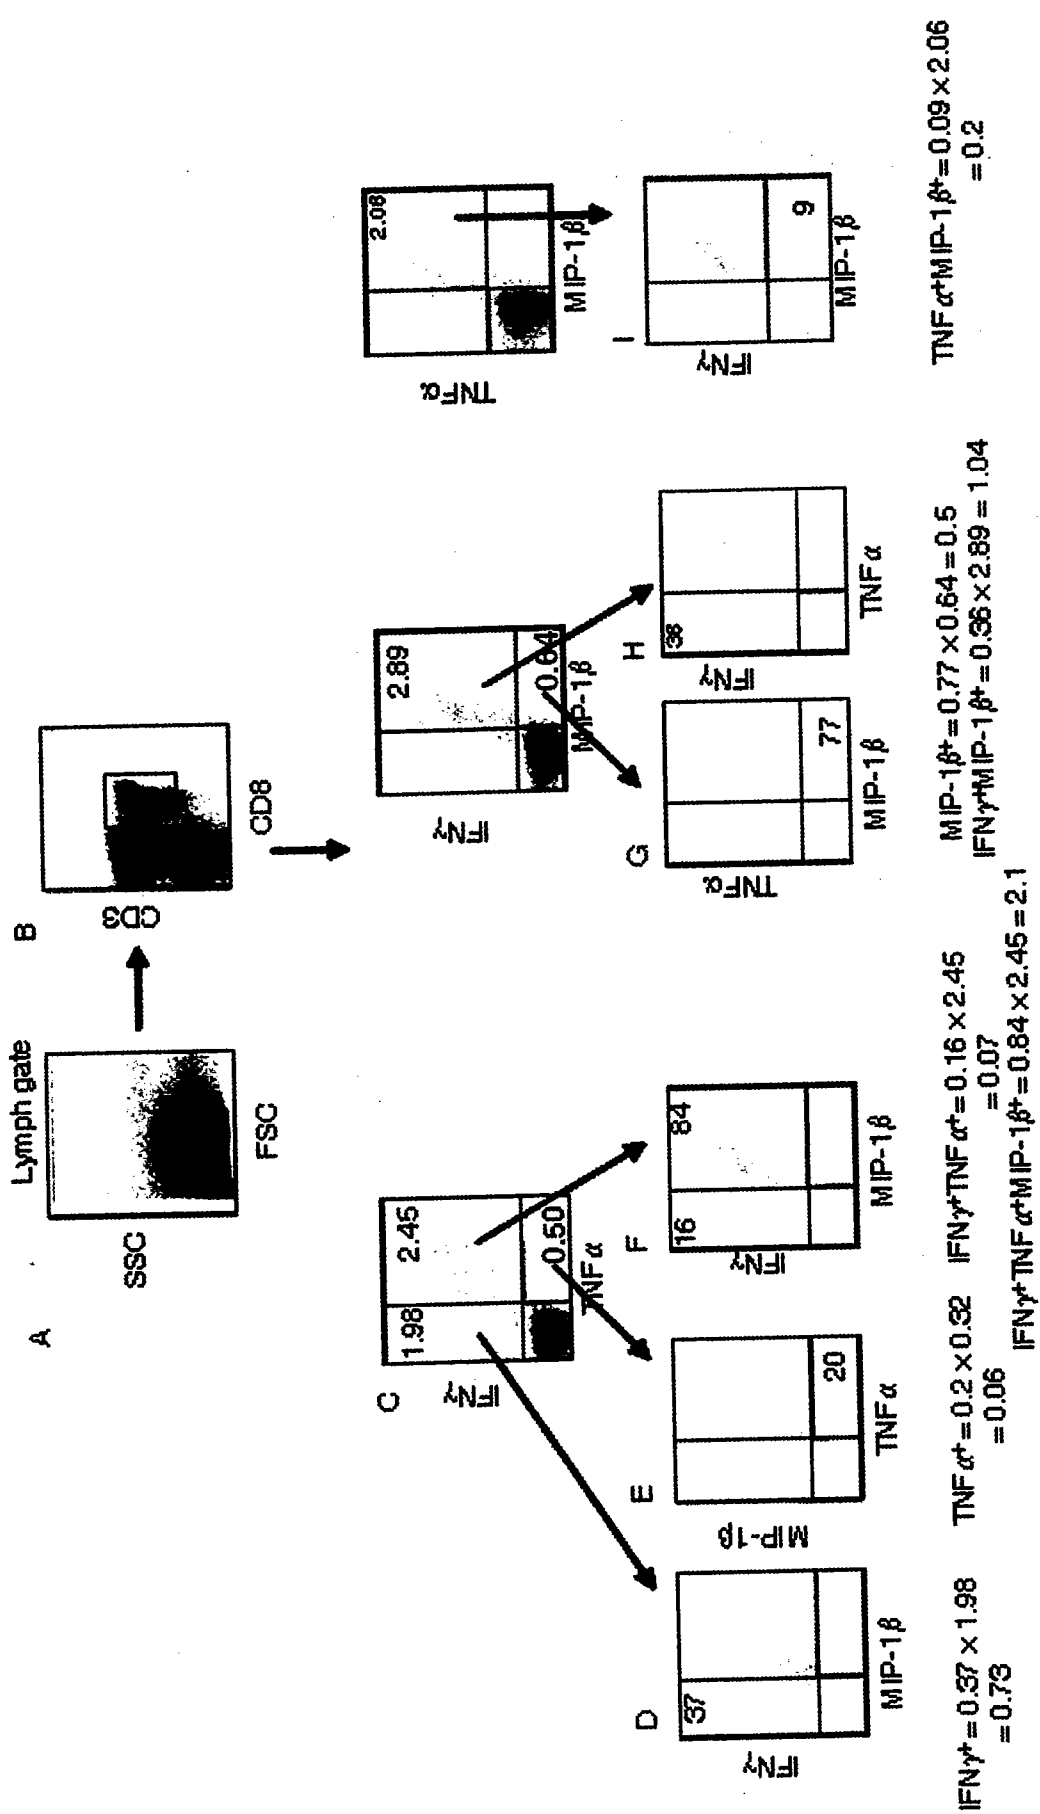 A
Lymph gate
SSC
FSC
B
CD3
CD8
C
1.98
2.45
0.50
IFNγ
TNFα
2.89
0.64
IFNγ
MIP-1β
2.08
TNFα
MIP-1β
D
37
IFNγ
MIP-1β
E
20
MIP-1β
TNFα
F
16
84
IFNγ
MIP-1β
G
77
TNFα
MIP-1β
H
36
IFNγ
TNFα
I
9
IFNγ
MIP-1β
IFNγ+=0.37×1.98
=0.73
TNFα+=0.2×0.32
=0.06
IFNγ+TNFα+=0.16×2.45
=0.07
IFNγ+TNFα+MIP-1β+=0.84×2.45=2.1
MIP-1β+=0.77×0.64=0.5
IFNγ+MIP-1β+=0.36×2.89=1.04
TNFα+MIP-1β+=0.09×2.06
=0.2